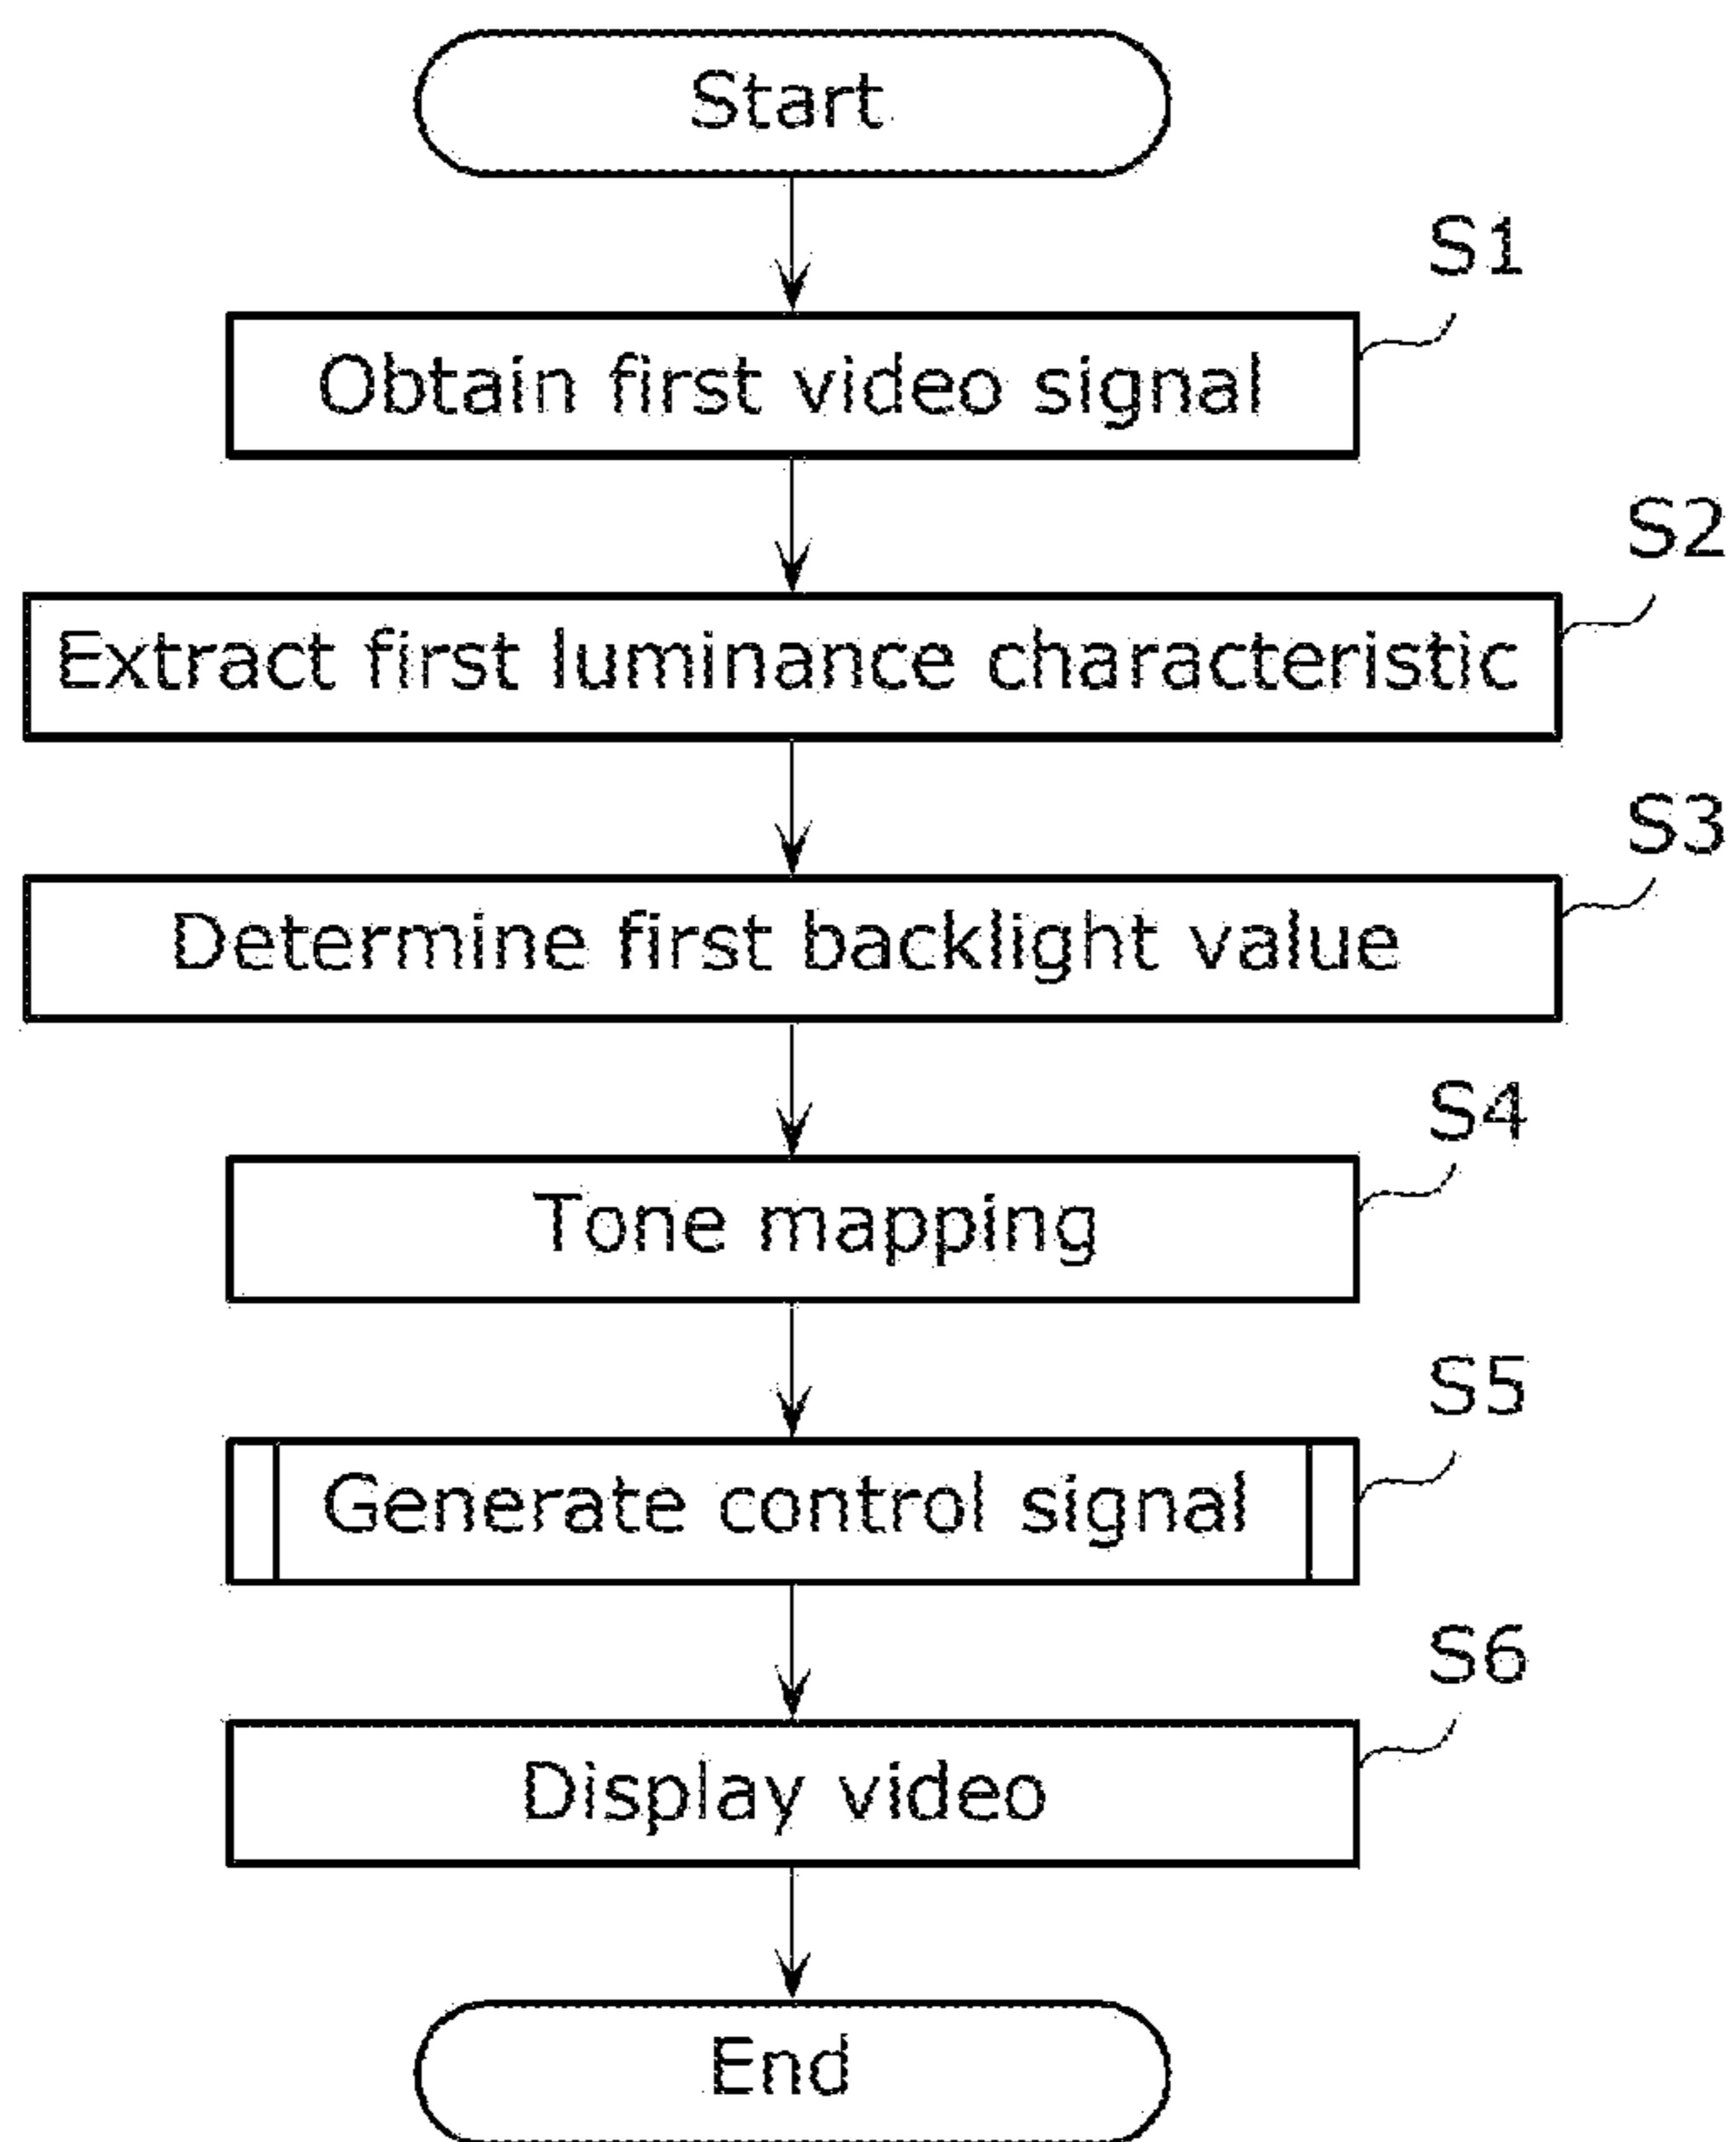 Start
S1
Obtain first video signal
S2
Extract first luminance characteristic
S3
Determine first backlight value
S4
Tone mapping
S5
Generate control signal
S6
Display video
End